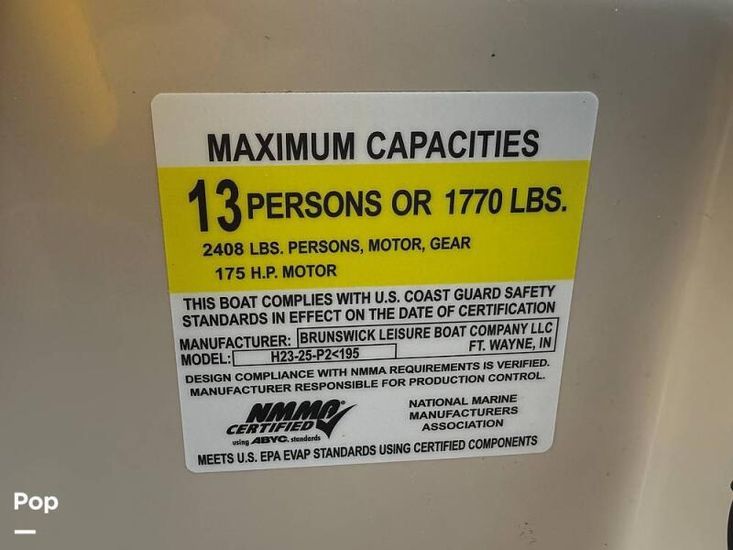 MAXIMUM CAPACITIES
13 PERSONS OR 1770 LBS.
2408 LBS. PERSONS, MOTOR, GEAR
175 H.P. MOTOR
THIS BOAT COMPLIES WITH U.S. COAST GUARD SAFETY
STANDARDS IN EFFECT ON THE DATE OF CERTIFICATION
MANUFACTURER: BRUNSWICK LEISURE BOAT COMPANY LLC
MODEL: H23-25-P2<195 FT. WAYNE, IN
DESIGN COMPLIANCE WITH NMMA REQUIREMENTS IS VERIFIED.
MANUFACTURER RESPONSIBLE FOR PRODUCTION CONTROL.
NMMA
CERTIFIED
using ABYC. standards
NATIONAL MARINE
MANUFACTURERS
ASSOCIATION
MEETS U.S. EPA EVAP STANDARDS USING CERTIFIED COMPONENTS
Pop